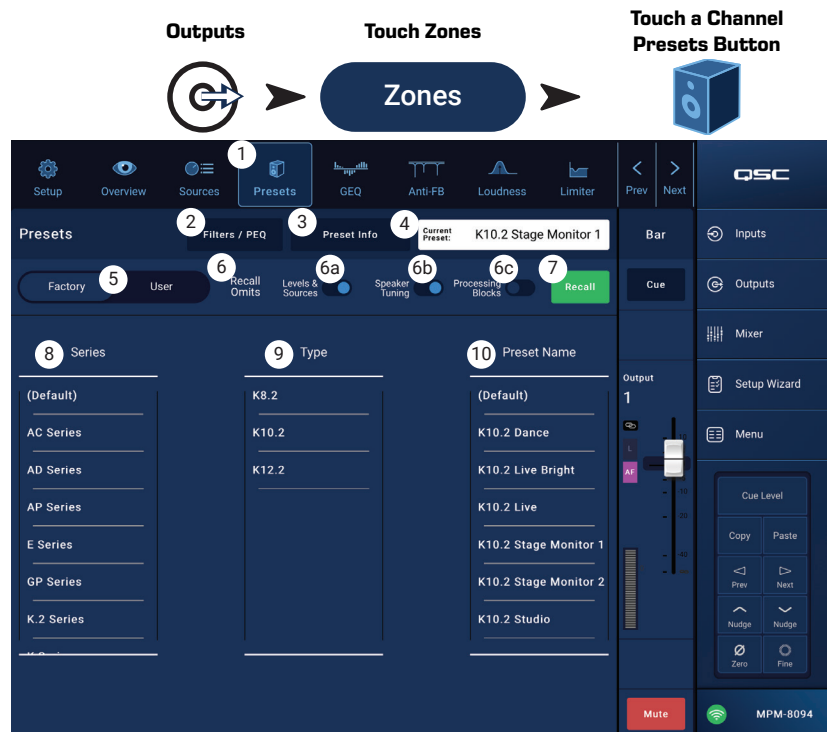 Outputs
Touch Zones
Touch a Channel
Presets Button
Zones
1
Setup
Overview
Sources
Presets
GEQ
Anti-FB
Loudness
Limiter
Prev
Next
QSC
Presets
2
Filters / PEQ
3
Preset Info
4
Current
Preset:
K10.2 Stage Monitor 1
Bar
Inputs
Factory
5
User
6
Recall
Omits
6a
Levels &
Sources
6b
Speaker
Tuning
6c
Processing
Blocks
7
Recall
Cue
Outputs
Mixer
8
Series
9
Type
10
Preset Name
(Default)
AC Series
AD Series
AP Series
E Series
GP Series
K.2 Series
K8.2
K10.2
K12.2
(Default)
K10.2 Dance
K10.2 Live Bright
K10.2 Live
K10.2 Stage Monitor 1
K10.2 Stage Monitor 2
K10.2 Studio
Output
1
L
AF
-10
-20
-40
Mute
Setup Wizard
Menu
Cue Level
Copy
Paste
Prev
Next
Nudge
Nudge
Zero
Fine
MPM-8094